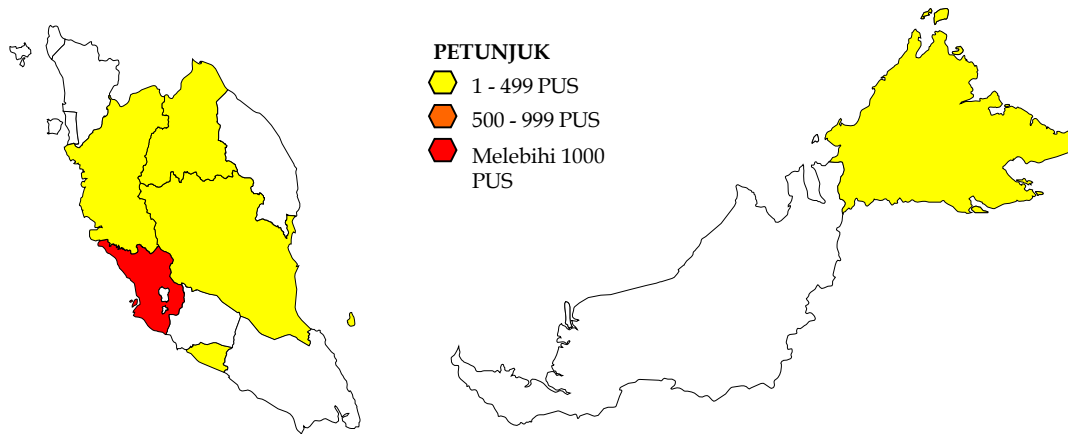 PETUNJUK
1 - 499 PUS
500 - 999 PUS
Melebihi 1000
PUS